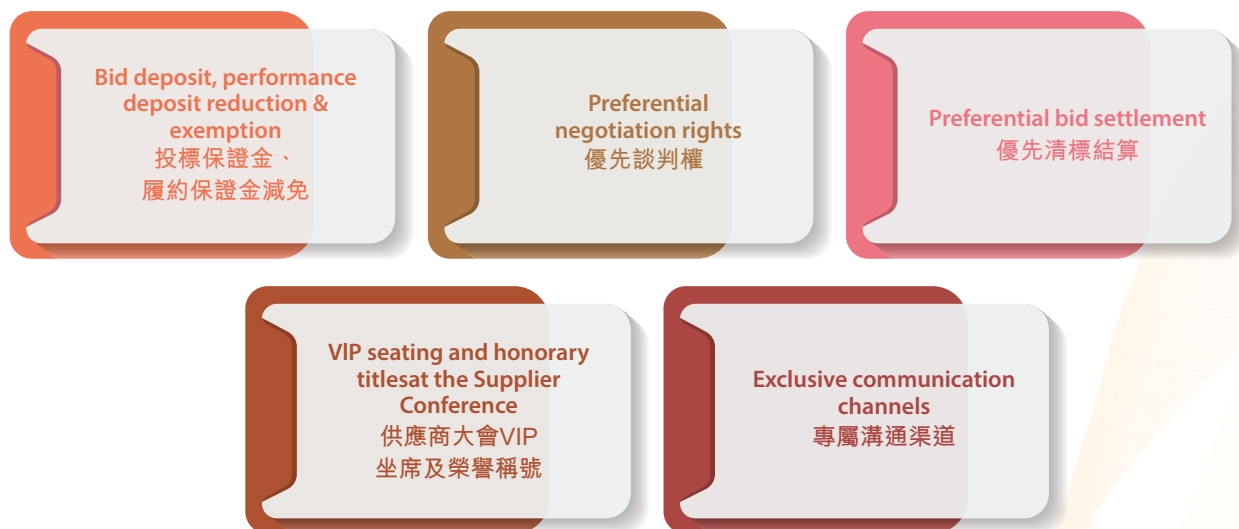 Bid deposit, performance
deposit reduction &
exemption
投標保證金、
履約保證金減免
Preferential
negotiation rights
優先談判權
Preferential bid settlement
優先清標結算
VIP seating and honorary
titlesat the Supplier
Conference
供應商大會VIP
坐席及榮譽稱號
Exclusive communication
channels
專屬溝通渠道